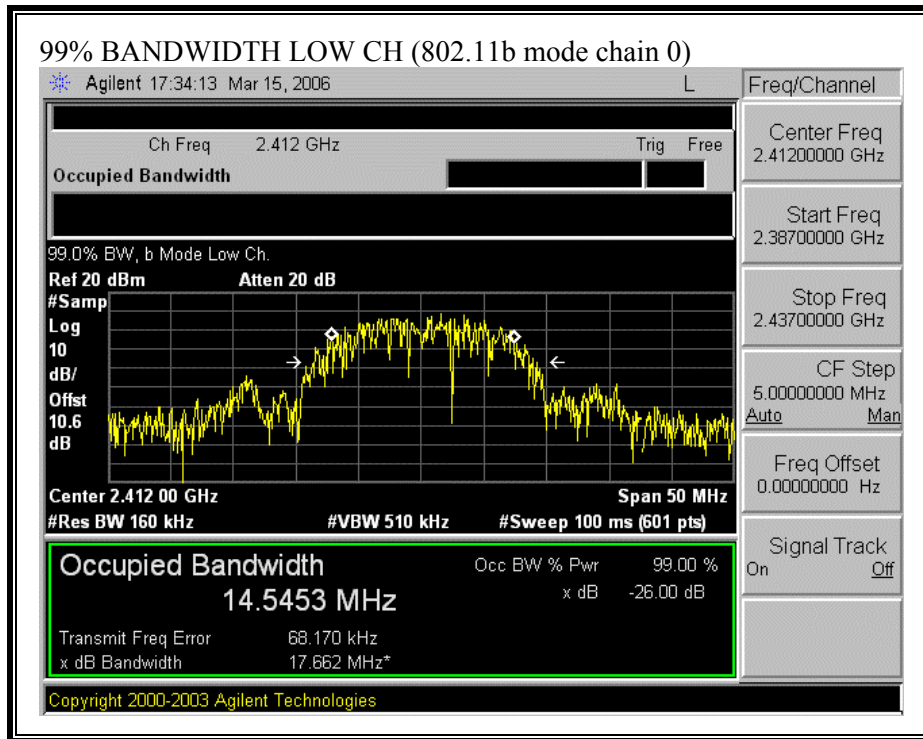 99% BANDWIDTH LOW CH (802.11b mode chain 0)
Agilent 17:34:13 Mar 15, 2006 L
Freq/Channel
Ch Freq 2.412 GHz Trig Free
Occupied Bandwidth
Center Freq
2.41200000 GHz
Start Freq
2.38700000 GHz
99.0% BW, b Mode Low Ch.
Ref 20 dBm Atten 20 dB
#Samp
Log
10
dB/
Offst
10.6
dB
Stop Freq
2.43700000 GHz
CF Step
5.00000000 MHz
Auto Man
Freq Offset
0.00000000 Hz
Center 2.412 00 GHz Span 50 MHz
#Res BW 160 kHz #VBW 510 kHz #Sweep 100 ms (601 pts)
Signal Track
On Off
Occupied Bandwidth
14.5453 MHz
Occ BW % Pwr 99.00 %
x dB -26.00 dB
Transmit Freq Error 68.170 kHz
x dB Bandwidth 17.662 MHz*
Copyright 2000-2003 Agilent Technologies